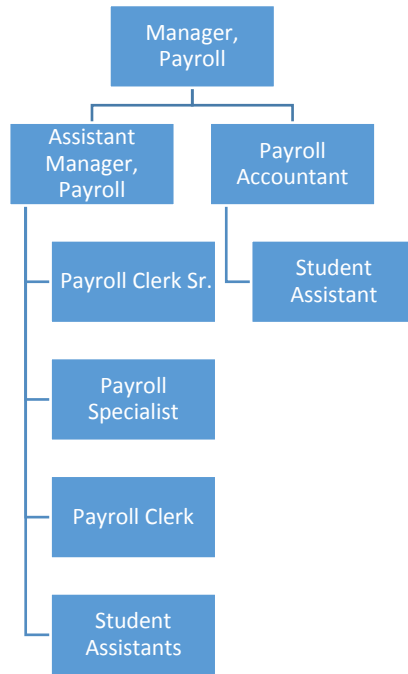 Manager,
Payroll
Assistant
Manager,
Payroll
Payroll
Accountant
Payroll Clerk Sr.
Student
Assistant
Payroll
Specialist
Payroll Clerk
Student
Assistants